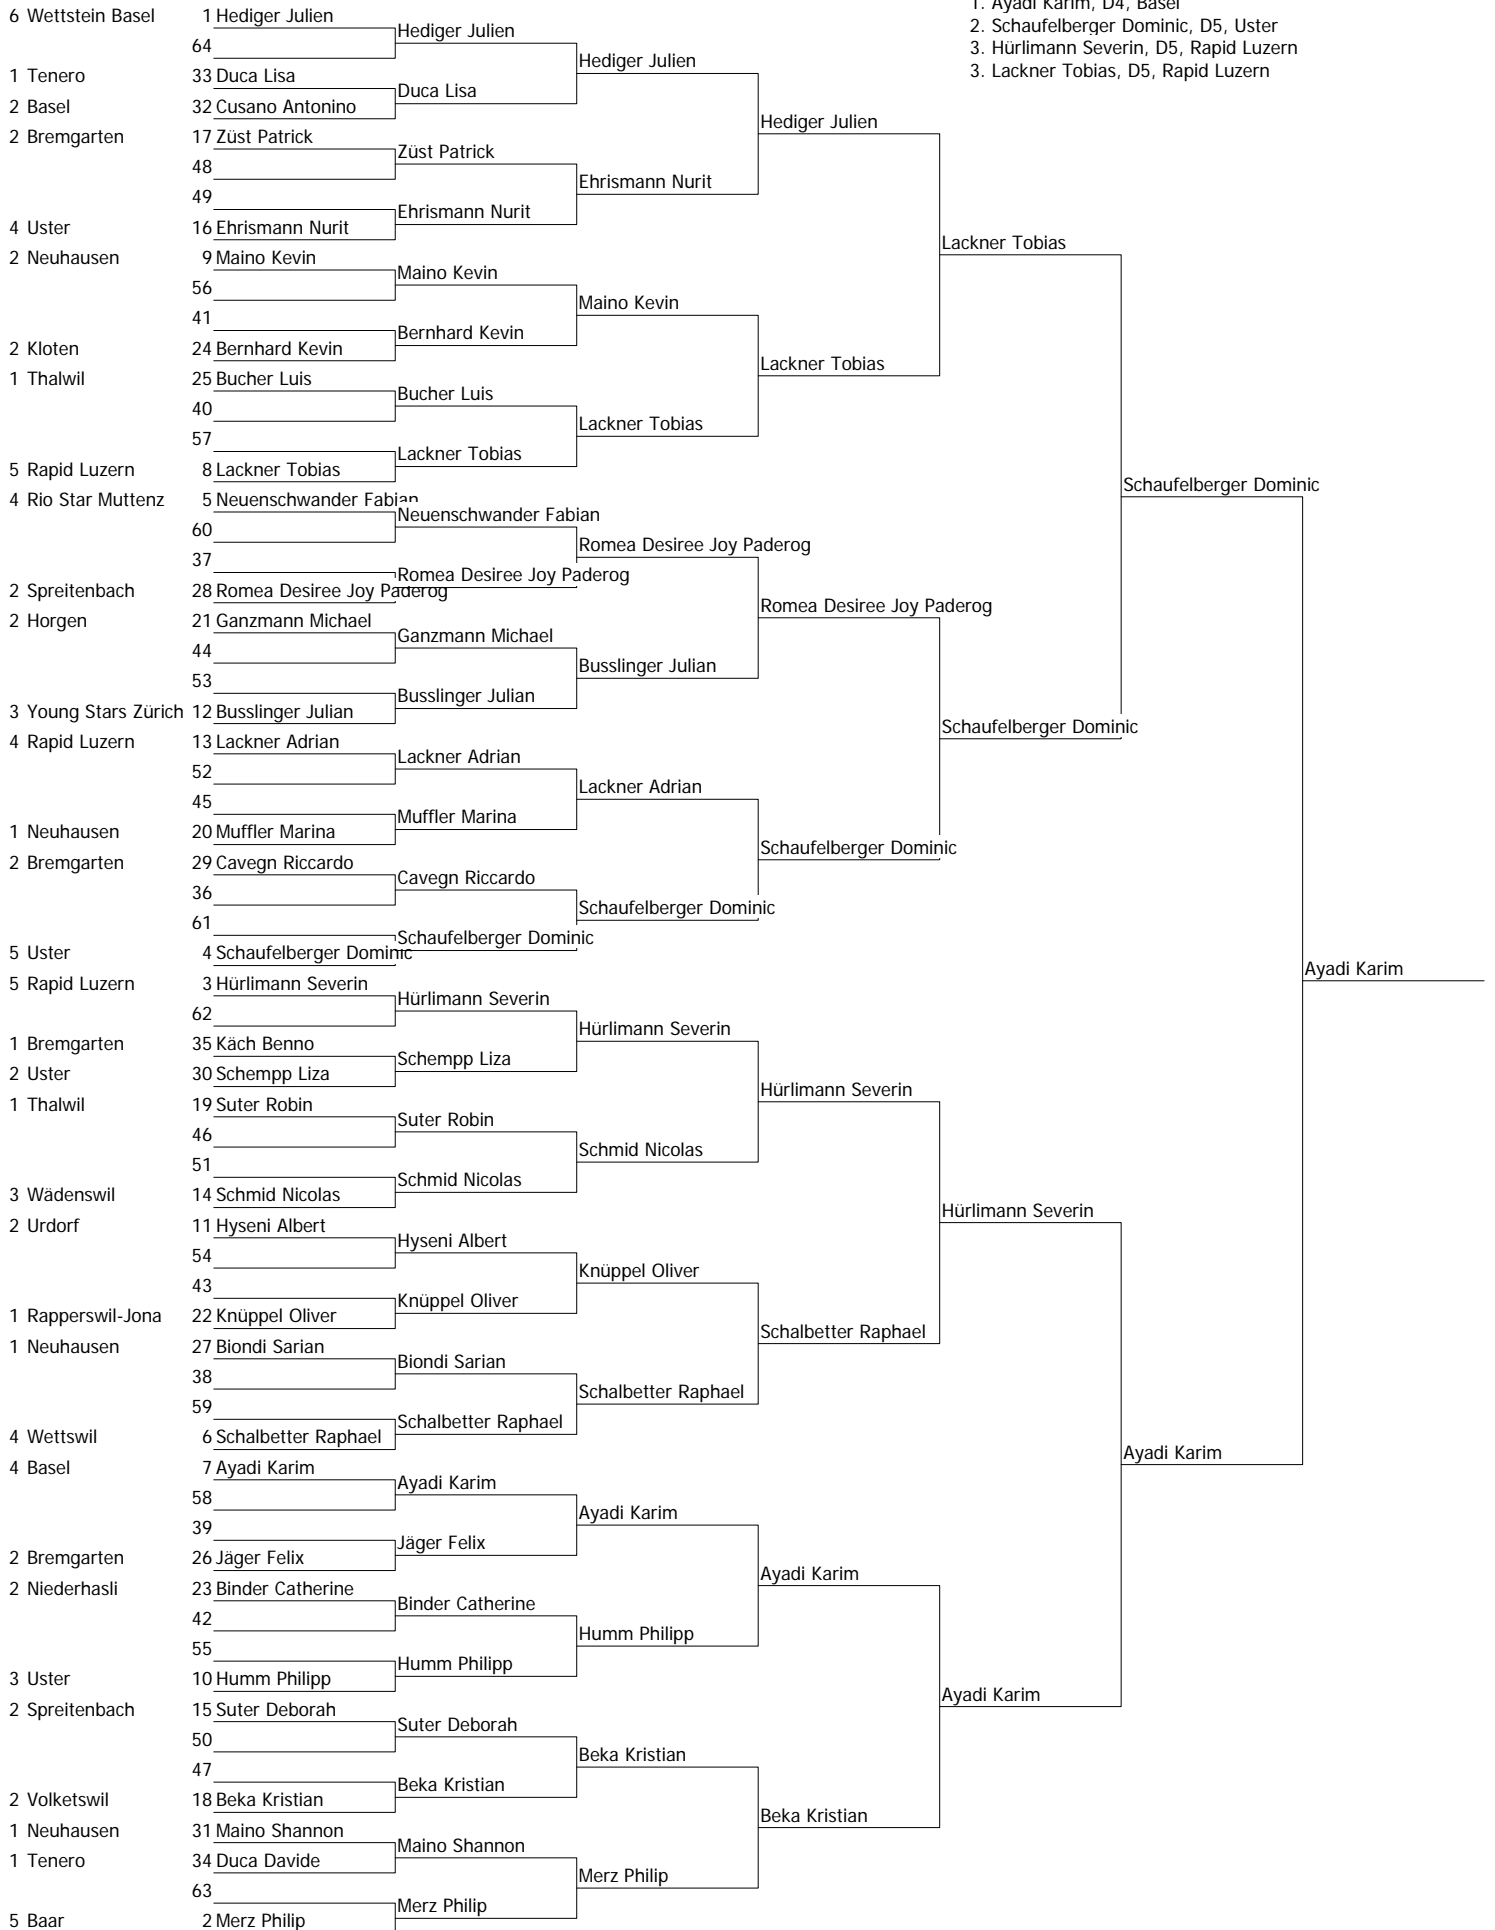 1. Ayadi Karim, D4, Basel
2. Schaufelberger Dominic, D5, Uster
3. Hürlimann Severin, D5, Rapid Luzern
3. Lackner Tobias, D5, Rapid Luzern
6 Wettstein Basel 1 Hediger Julien
Hediger Julien
64
Hediger Julien
1 Tenero 33 Duca Lisa
Duca Lisa
2 Basel 32 Cusano Antonino
Hediger Julien
2 Bremgarten 17 Züst Patrick
Züst Patrick
48
Ehrismann Nurit
49
Ehrismann Nurit
4 Uster 16 Ehrismann Nurit
Lackner Tobias
2 Neuhausen 9 Maino Kevin
Maino Kevin
56
Maino Kevin
41
Bernhard Kevin
2 Kloten 24 Bernhard Kevin
Lackner Tobias
1 Thalwil 25 Bucher Luis
Bucher Luis
40
Lackner Tobias
57
Lackner Tobias
5 Rapid Luzern 8 Lackner Tobias
Schaufelberger Dominic
4 Rio Star Muttenz 5 Neuenschwander Fabian
Neuenschwander Fabian
60
Romea Desiree Joy Paderog
37
Romea Desiree Joy Paderog
2 Spreitenbach 28 Romea Desiree Joy Paderog
Romea Desiree Joy Paderog
2 Horgen 21 Ganzmann Michael
Ganzmann Michael
44
Busslinger Julian
53
Busslinger Julian
3 Young Stars Zürich 12 Busslinger Julian
Schaufelberger Dominic
4 Rapid Luzern 13 Lackner Adrian
Lackner Adrian
52
Lackner Adrian
45
Muffler Marina
1 Neuhausen 20 Muffler Marina
Schaufelberger Dominic
2 Bremgarten 29 Cavegn Riccardo
Cavegn Riccardo
36
Schaufelberger Dominic
61
Schaufelberger Dominic
5 Uster 4 Schaufelberger Dominic
Ayadi Karim
5 Rapid Luzern 3 Hürlimann Severin
Hürlimann Severin
62
Hürlimann Severin
1 Bremgarten 35 Käch Benno
Schempp Liza
2 Uster 30 Schempp Liza
Hürlimann Severin
1 Thalwil 19 Suter Robin
Suter Robin
46
Schmid Nicolas
51
Schmid Nicolas
3 Wädenswil 14 Schmid Nicolas
Hürlimann Severin
2 Urdorf 11 Hyseni Albert
Hyseni Albert
54
Knüppel Oliver
43
Knüppel Oliver
1 Rapperswil-Jona 22 Knüppel Oliver
Schalbetter Raphael
1 Neuhausen 27 Biondi Sarian
Biondi Sarian
38
Schalbetter Raphael
59
Schalbetter Raphael
4 Wettswil 6 Schalbetter Raphael
Ayadi Karim
4 Basel 7 Ayadi Karim
Ayadi Karim
58
Ayadi Karim
39
Jäger Felix
2 Bremgarten 26 Jäger Felix
Ayadi Karim
2 Niederhasli 23 Binder Catherine
Binder Catherine
42
Humm Philipp
55
Humm Philipp
3 Uster 10 Humm Philipp
Ayadi Karim
2 Spreitenbach 15 Suter Deborah
Suter Deborah
50
Beka Kristian
47
Beka Kristian
2 Volketswil 18 Beka Kristian
Beka Kristian
1 Neuhausen 31 Maino Shannon
Maino Shannon
1 Tenero 34 Duca Davide
Merz Philip
63
Merz Philip
5 Baar 2 Merz Philip